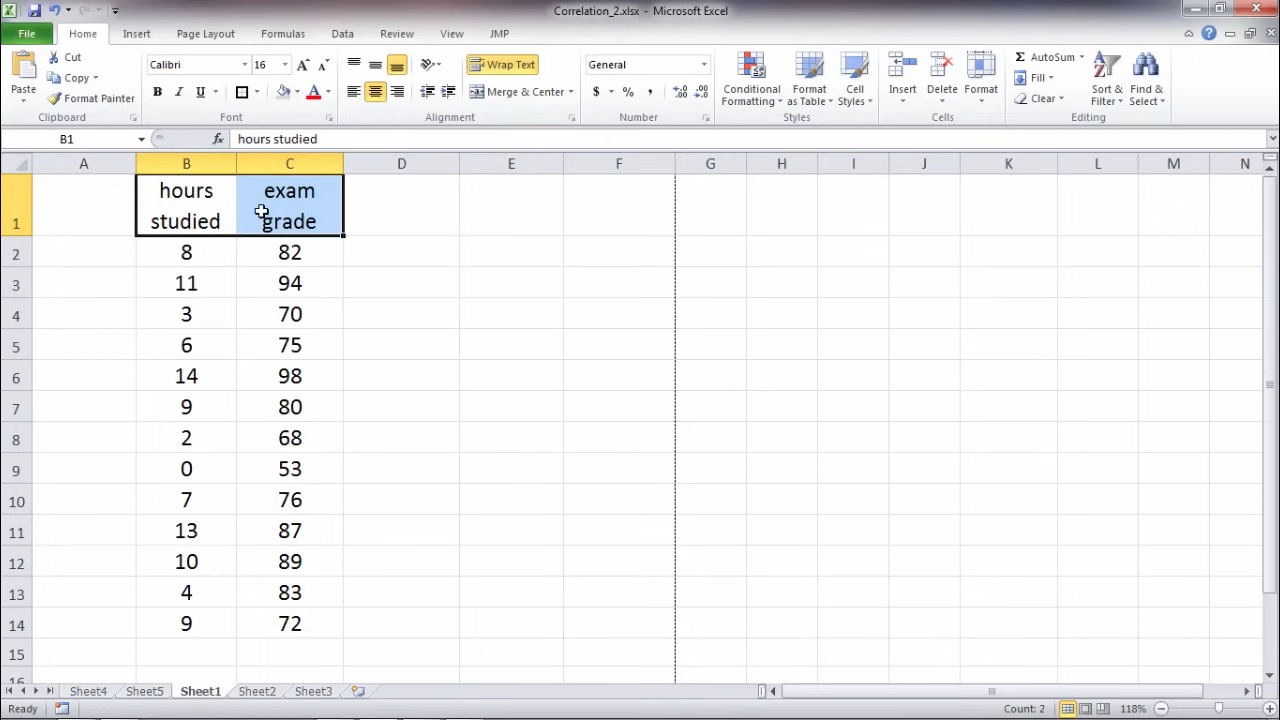 Correlation_2.xlsx - Microsoft Excel
File Home Insert Page Layout Formulas Data Review View JMP
Paste
Cut
Copy
Format Painter
Clipboard
Calibri 16
B I U
Font
Wrap Text
Merge & Center
Alignment
General
$ % ,
Number
Conditional Formatting
Format as Table
Cell Styles
Styles
Insert Delete Format
Cells
Σ AutoSum
Fill
Clear
Sort & Filter
Find & Select
Editing
B1 fx hours studied
A B C D E F G H I J K L M N
1 hours studied exam grade
2 8 82
3 11 94
4 3 70
5 6 75
6 14 98
7 9 80
8 2 68
9 0 53
10 7 76
11 13 87
12 10 89
13 4 83
14 9 72
15
16
Sheet4 Sheet5 Sheet1 Sheet2 Sheet3
Ready Count: 2 118%